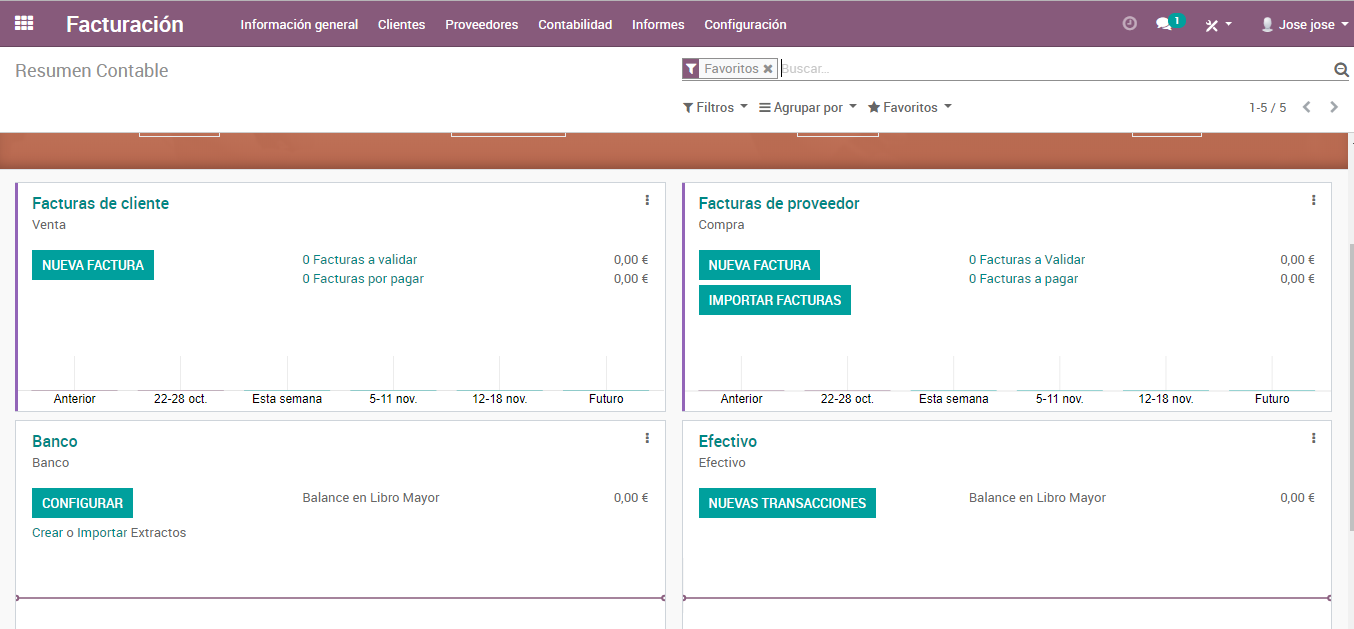 Facturación Información general Clientes Proveedores Contabilidad Informes Configuración 1 Jose jose
Resumen Contable
Favoritos Buscar...
Filtros Agrupar por Favoritos 1-5 / 5
Facturas de cliente
Venta
NUEVA FACTURA
0 Facturas a validar 0,00 €
0 Facturas por pagar 0,00 €
Anterior 22-28 oct. Esta semana 5-11 nov. 12-18 nov. Futuro
Facturas de proveedor
Compra
NUEVA FACTURA
IMPORTAR FACTURAS
0 Facturas a Validar 0,00 €
0 Facturas a pagar 0,00 €
Anterior 22-28 oct. Esta semana 5-11 nov. 12-18 nov. Futuro
Banco
Banco
CONFIGURAR
Crear o Importar Extractos
Balance en Libro Mayor 0,00 €
Efectivo
Efectivo
NUEVAS TRANSACCIONES
Balance en Libro Mayor 0,00 €